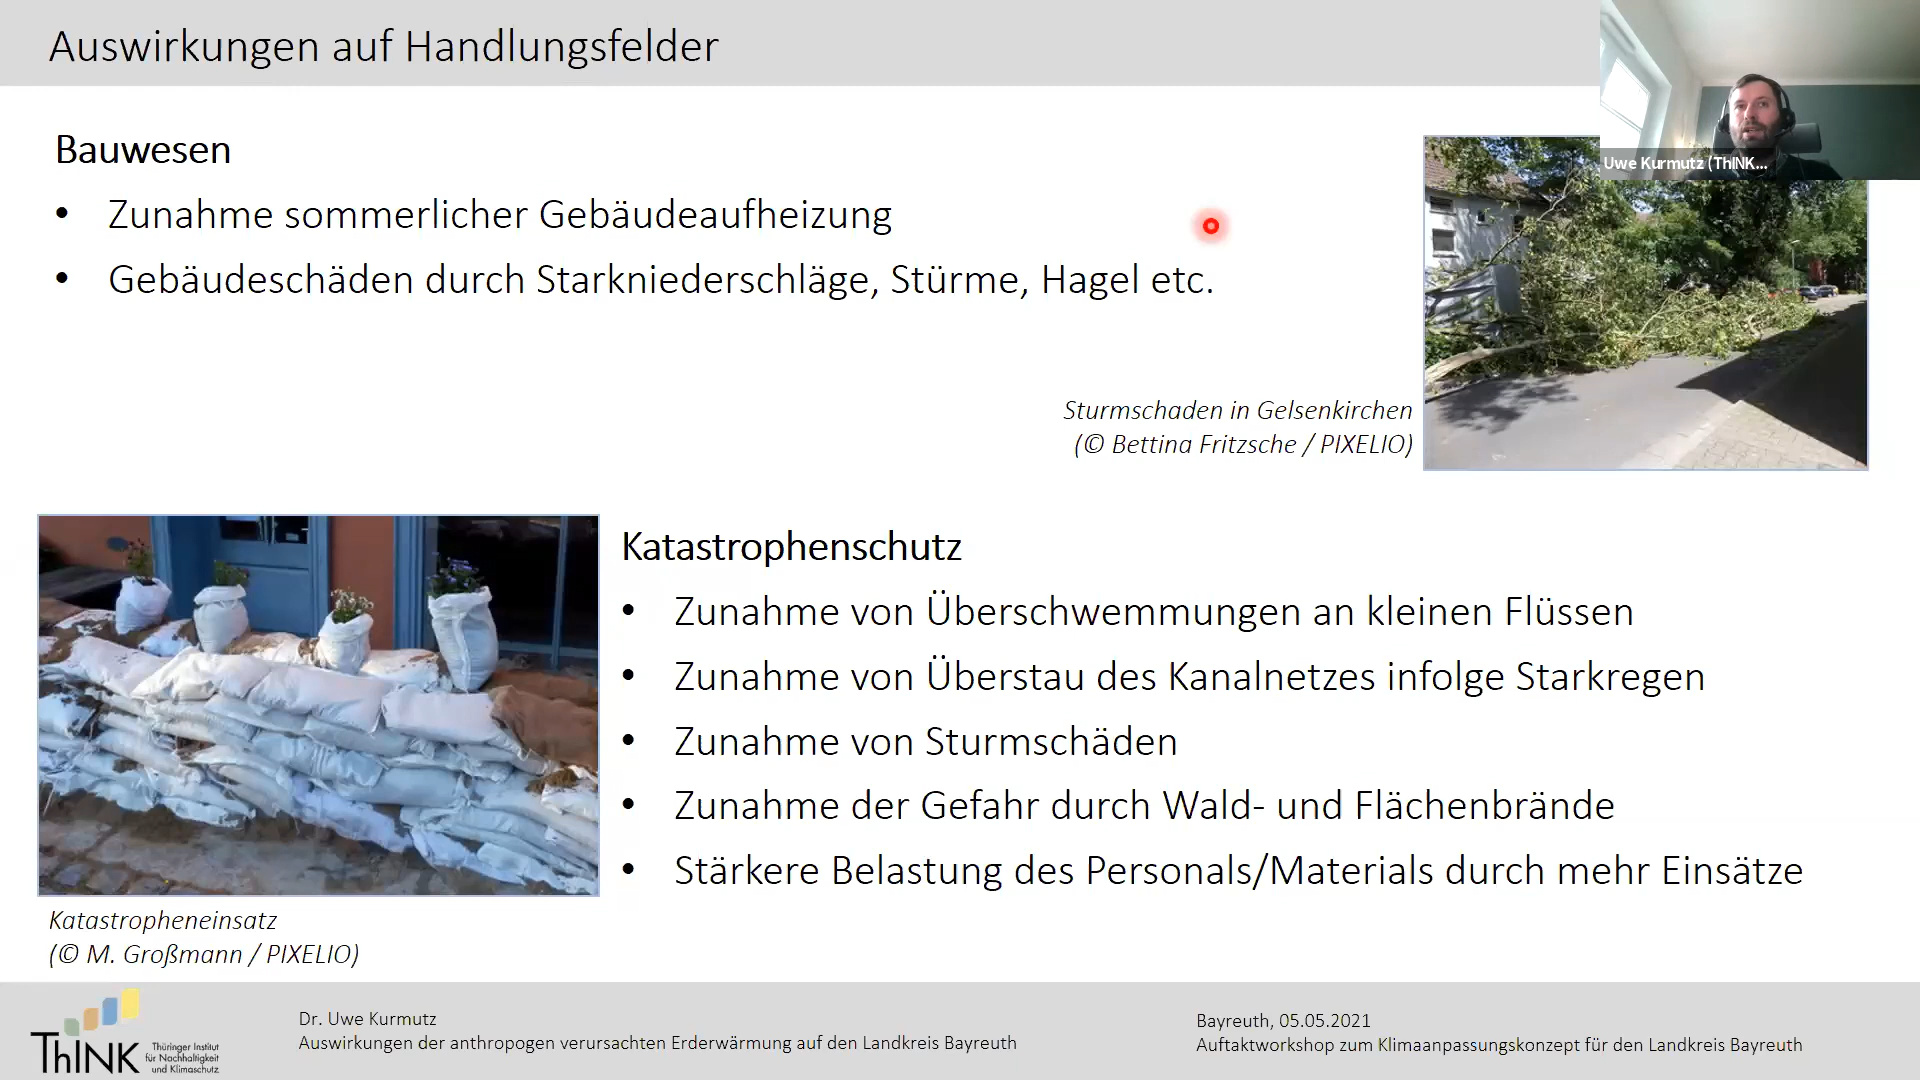 Auswirkungen auf Handlungsfelder
Uwe Kurmutz (ThINK...
Bauwesen
• Zunahme sommerlicher Gebäudeaufheizung
• Gebäudeschäden durch Starkniederschläge, Stürme, Hagel etc.
Sturmschaden in Gelsenkirchen
(© Bettina Fritzsche / PIXELIO)
Katastrophenschutz
• Zunahme von Überschwemmungen an kleinen Flüssen
• Zunahme von Überstau des Kanalnetzes infolge Starkregen
• Zunahme von Sturmschäden
• Zunahme der Gefahr durch Wald- und Flächenbrände
• Stärkere Belastung des Personals/Materials durch mehr Einsätze
Katastropheneinsatz
(© M. Großmann / PIXELIO)
ThINK
Thüringer Institut
für Nachhaltigkeit
und Klimaschutz
Dr. Uwe Kurmutz
Auswirkungen der anthropogen verursachten Erderwärmung auf den Landkreis Bayreuth
Bayreuth, 05.05.2021
Auftaktworkshop zum Klimaanpassungskonzept für den Landkreis Bayreuth